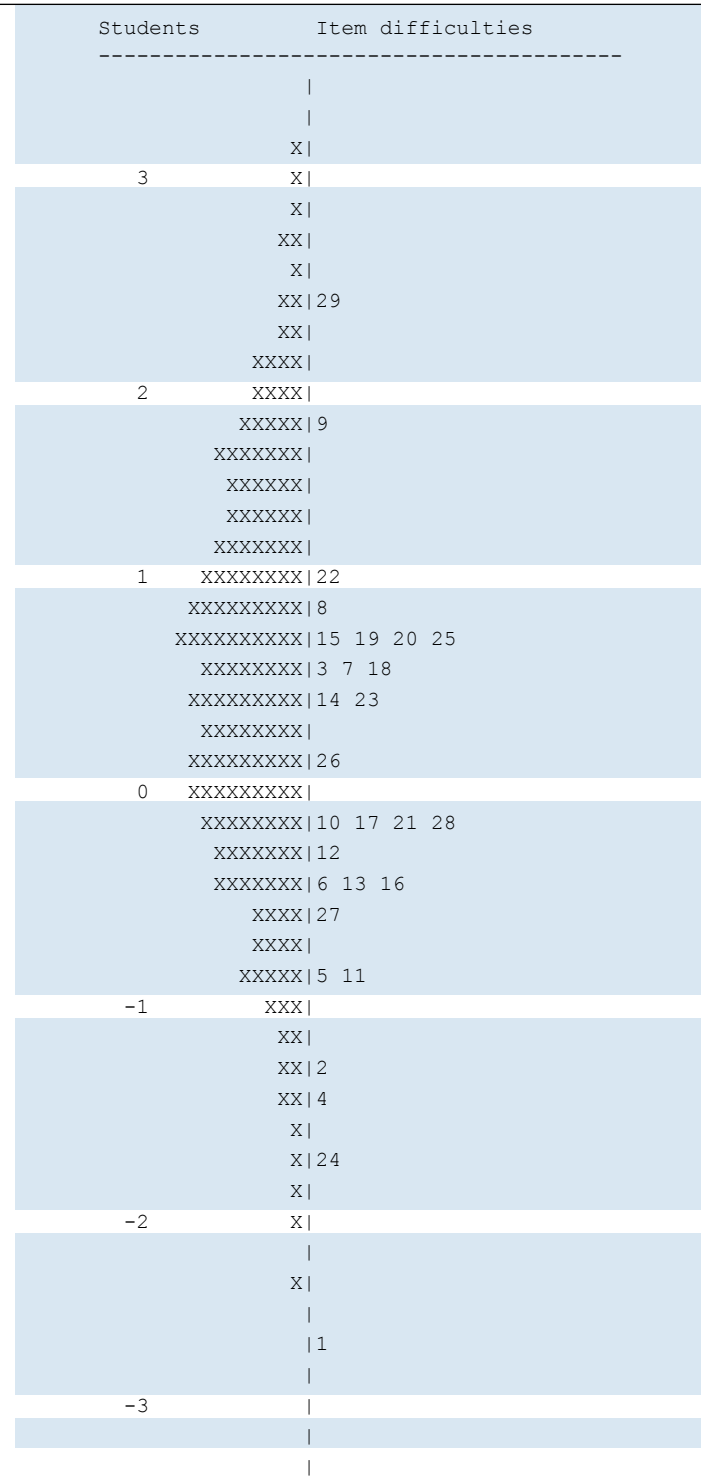 Students Item difficulties
-----------------------------------------
|
|
X|
3 X|
X|
XX|
X|
XX|29
XX|
XXXX|
2 XXXX|
XXXXX|9
XXXXXXX|
XXXXXX|
XXXXXX|
XXXXXXX|
1 XXXXXXXX|22
XXXXXXXXX|8
XXXXXXXXXX|15 19 20 25
XXXXXXXX|3 7 18
XXXXXXXXX|14 23
XXXXXXXX|
XXXXXXXXX|26
0 XXXXXXXXX|
XXXXXXXX|10 17 21 28
XXXXXXX|12
XXXXXXX|6 13 16
XXXX|27
XXXX|
XXXXX|5 11
-1 XXX|
XX|
XX|2
XX|4
X|
X|24
X|
-2 X|
|
X|
|
|1
|
-3 |
|
|